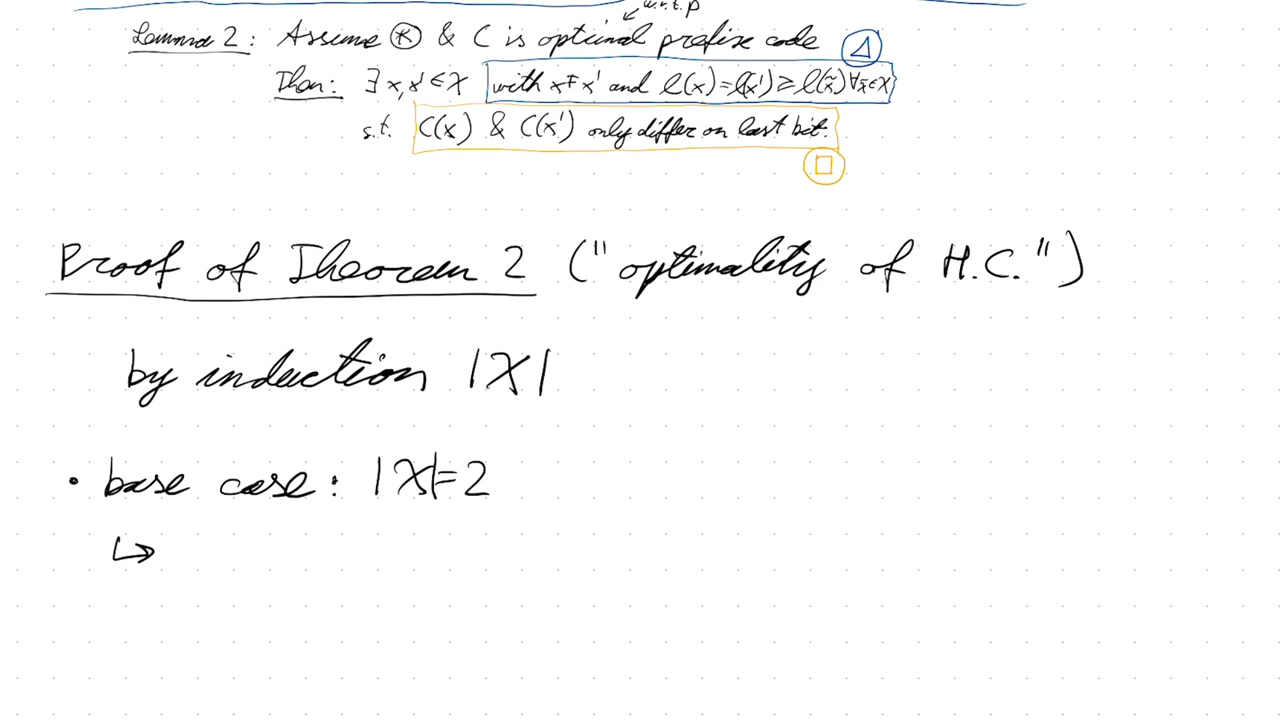 w.r.t. p
Lemma 2: Assume ⊛ & C is optimal prefix code Δ
Then: ∃ x, x' ∈ X with x ≠ x' and l(x) = l(x') ≥ l(x̃) ∀ x̃ ∈ X
s.t. C(x) & C(x') only differ on last bit.
□
Proof of Theorem 2 ("optimality of H.C.")
by induction |X|
• base case: |X| = 2
↳